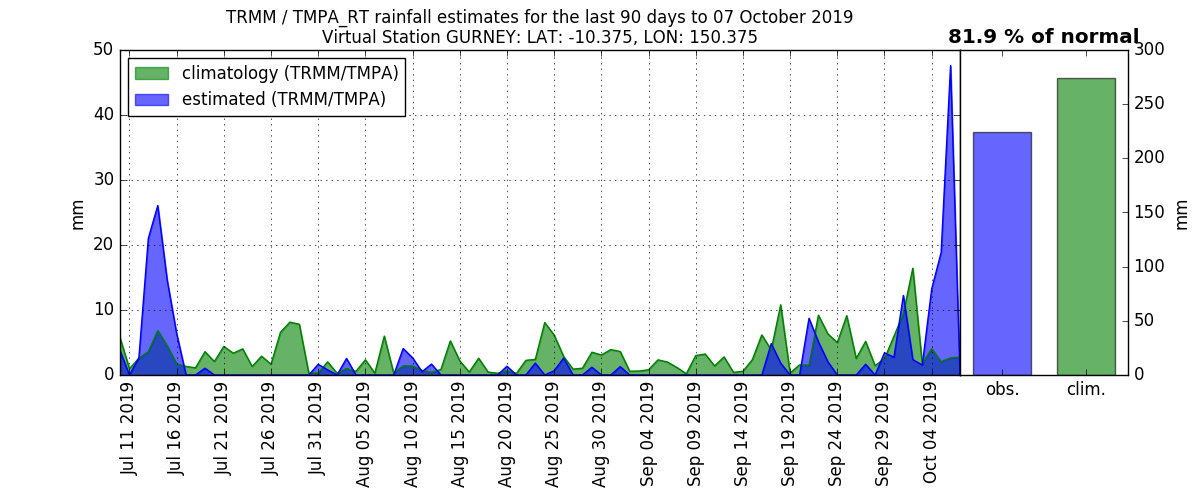 TRMM / TMPA_RT rainfall estimates for the last 90 days to 07 October 2019
Virtual Station GURNEY: LAT: -10.375, LON: 150.375
81.9 % of normal
climatology (TRMM/TMPA)
estimated (TRMM/TMPA)
mm
50
40
30
20
10
0
Jul 11 2019
Jul 16 2019
Jul 21 2019
Jul 26 2019
Jul 31 2019
Aug 05 2019
Aug 10 2019
Aug 15 2019
Aug 20 2019
Aug 25 2019
Aug 30 2019
Sep 04 2019
Sep 09 2019
Sep 14 2019
Sep 19 2019
Sep 24 2019
Sep 29 2019
Oct 04 2019
obs.
clim.
300
250
200
150
100
50
0
mm